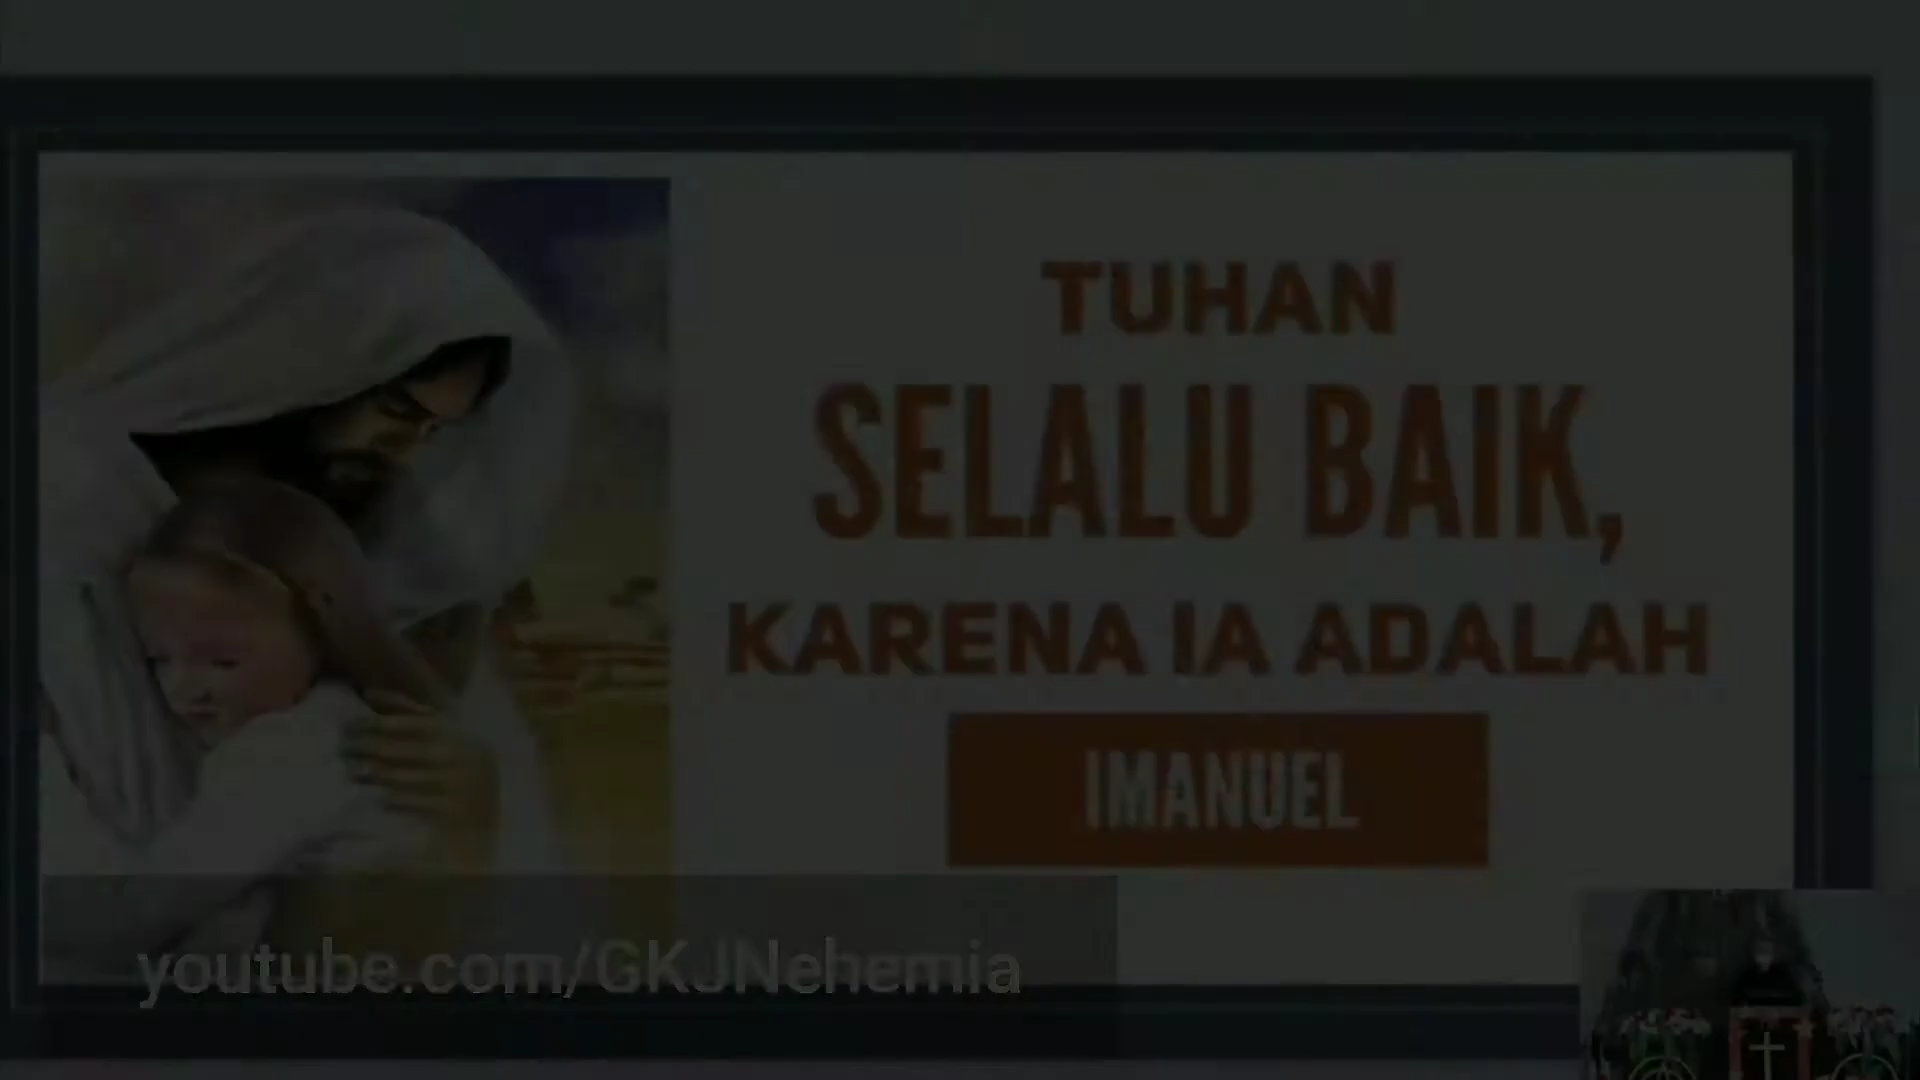 TUHAN
SELALU BAIK,
KARENA IA ADALAH
IMANUEL
youtube.com/GKJNehemia